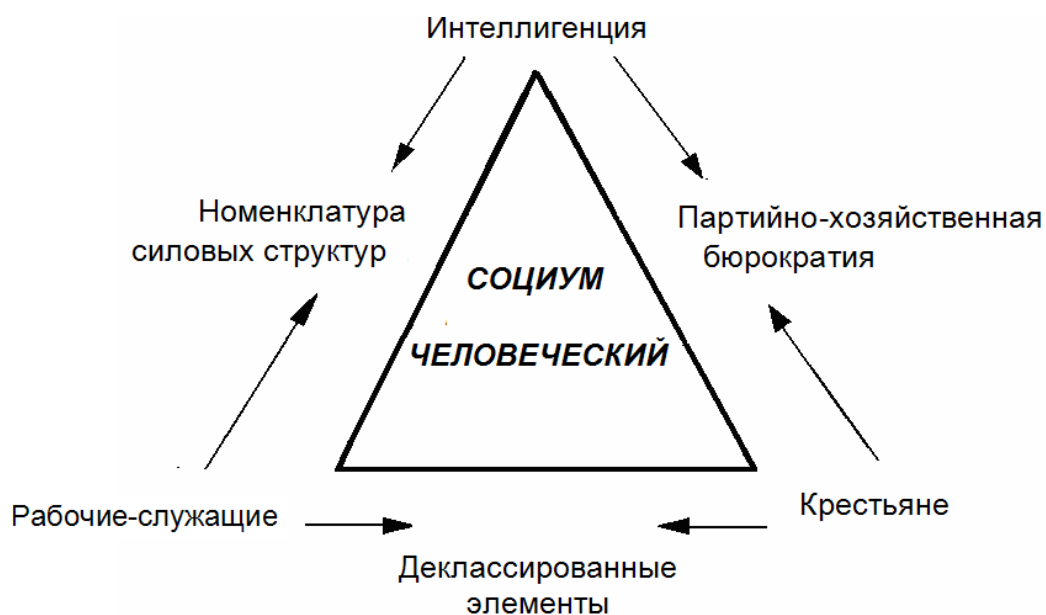 Интеллигенция
Номенклатура
силовых структур
Партийно-хозяйственная
бюрократия
СОЦИУМ
ЧЕЛОВЕЧЕСКИЙ
Рабочие-служащие
Крестьяне
Деклассированные
элементы